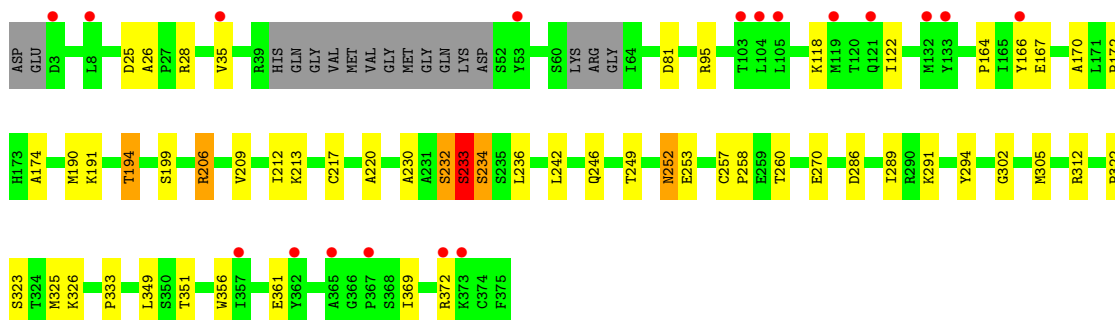 ASP GLU D3 L8 D25 A26 P27 R28 V35 R39 HIS GLN GLY VAL MET VAL GLY MET GLY GLN LYS ASP S52 Y53 S60 LYS ARG GLY I64 D81 R95 T103 L104 L105 K118 M119 T120 Q121 I122 M132 Y133 P164 I165 Y166 E167 A170 L171 P172
H173 A174 M190 K191 T194 S199 R206 V209 I212 K213 C217 A220 A230 A231 S232 S233 S234 S235 L236 L242 Q246 T249 N252 E253 C257 P258 E259 T260 E270 D286 I289 R290 K291 Y294 G302 M305 R312 P322
S323 T324 M325 K326 P333 L349 S350 T351 W356 I357 E361 Y362 A365 G366 P367 S368 I369 R372 K373 C374 F375